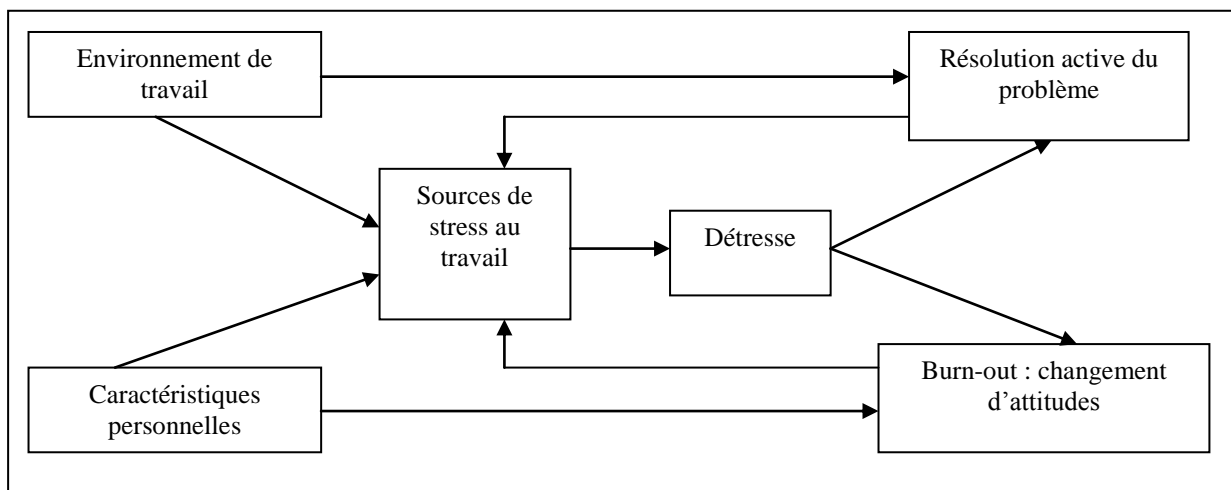 Environnement de
travail
Résolution active du
problème
Sources de
stress au
travail
Détresse
Caractéristiques
personnelles
Burn-out : changement
d’attitudes